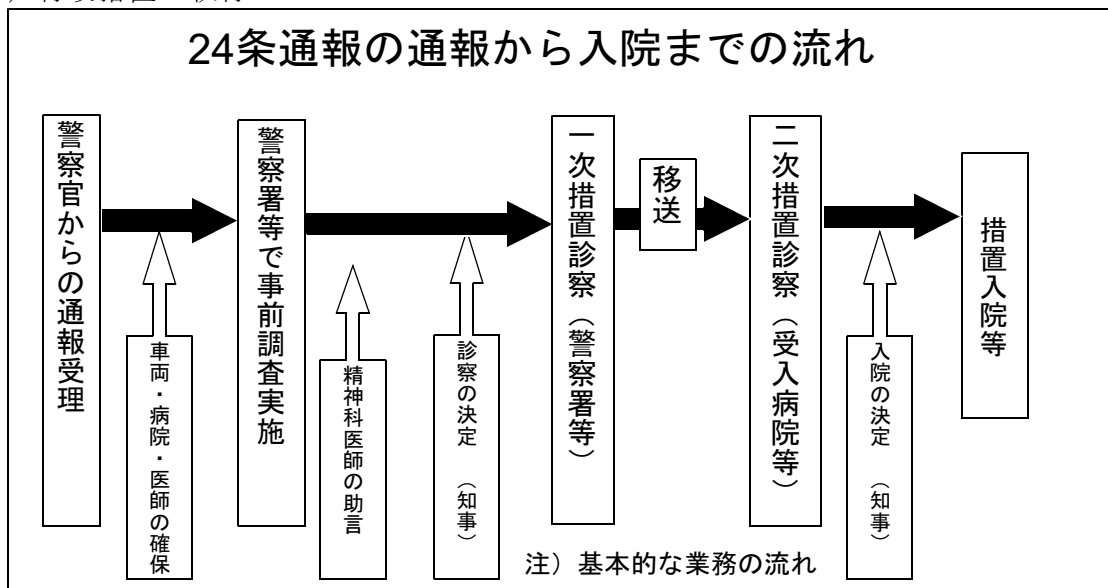 24条通報の通報から入院までの流れ
警察官からの通報受理
車両・病院・医師の確保
警察署等で事前調査実施
精神科医師の助言
診察の決定 （知事）
一次措置診察（警察署等）
移送
二次措置診察（受入病院等）
入院の決定 （知事）
措置入院等
注）基本的な業務の流れ